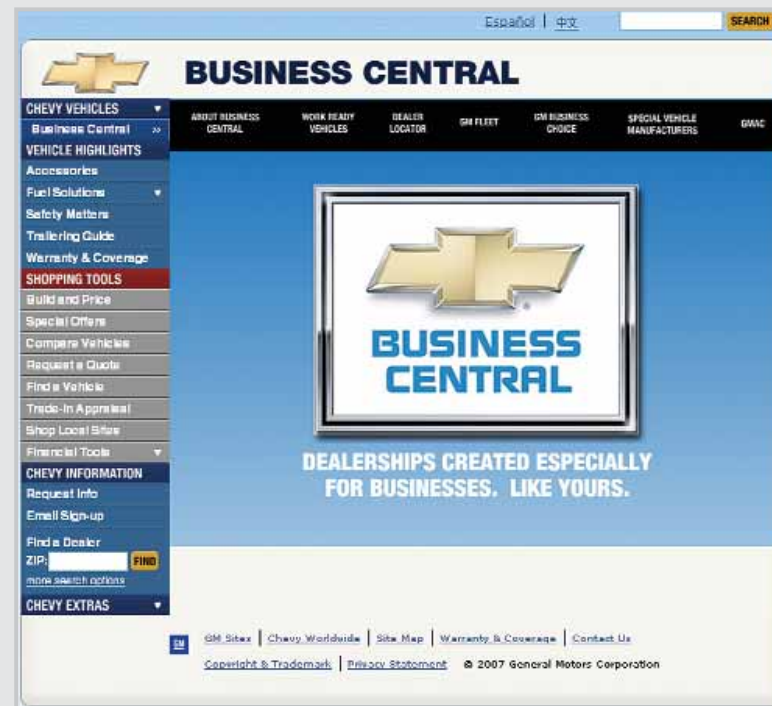 Español | 中文 SEARCH
BUSINESS CENTRAL
CHEVY VEHICLES
Business Central »
VEHICLE HIGHLIGHTS
Accessories
Fuel Solutions
Safety Matters
Trailering Guide
Warranty & Coverage
SHOPPING TOOLS
Build and Price
Special Offers
Compare Vehicles
Request a Quote
Find a Vehicle
Trade-In Appraisal
Shop Local Sites
Financial Tools
CHEVY INFORMATION
Request Info
Email Sign-up
Find a Dealer
ZIP: FIND
more search options
CHEVY EXTRAS
ABOUT BUSINESS CENTRAL
WORK READY VEHICLES
DEALER LOCATOR
GM FLEET
GM BUSINESS CHOICE
SPECIAL VEHICLE MANUFACTURERS
GMAC
BUSINESS
CENTRAL
DEALERSHIPS CREATED ESPECIALLY
FOR BUSINESSES. LIKE YOURS.
GM GM Sites | Chevy Worldwide | Site Map | Warranty & Coverage | Contact Us
Copyright & Trademark | Privacy Statement © 2007 General Motors Corporation